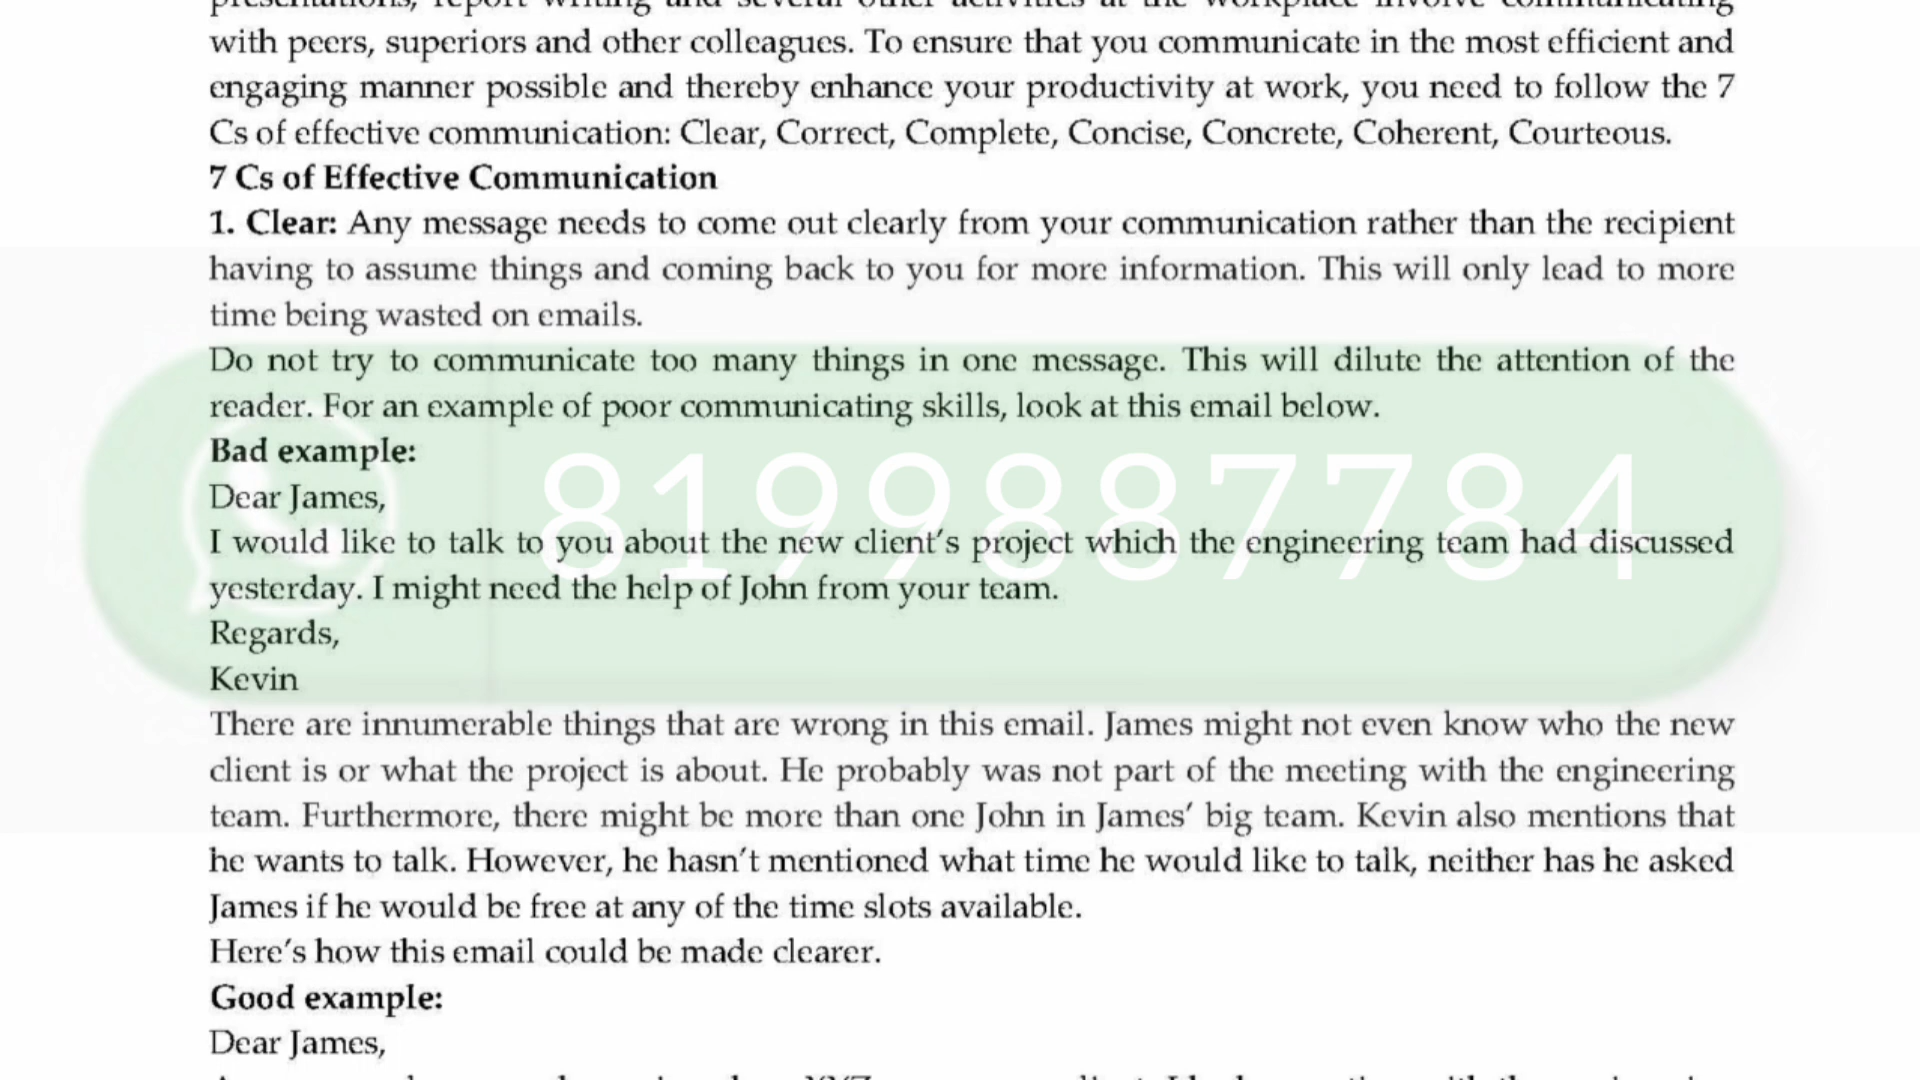 presentations, report writing and several other activities at the workplace involve communicating
with peers, superiors and other colleagues. To ensure that you communicate in the most efficient and
engaging manner possible and thereby enhance your productivity at work, you need to follow the 7
Cs of effective communication: Clear, Correct, Complete, Concise, Concrete, Coherent, Courteous.
7 Cs of Effective Communication
1. Clear: Any message needs to come out clearly from your communication rather than the recipient
having to assume things and coming back to you for more information. This will only lead to more
time being wasted on emails.
Do not try to communicate too many things in one message. This will dilute the attention of the
reader. For an example of poor communicating skills, look at this email below.
Bad example:
Dear James,
8199887784
I would like to talk to you about the new client's project which the engineering team had discussed
yesterday. I might need the help of John from your team.
Regards,
Kevin
There are innumerable things that are wrong in this email. James might not even know who the new
client is or what the project is about. He probably was not part of the meeting with the engineering
team. Furthermore, there might be more than one John in James' big team. Kevin also mentions that
he wants to talk. However, he hasn't mentioned what time he would like to talk, neither has he asked
James if he would be free at any of the time slots available.
Here's how this email could be made clearer.
Good example:
Dear James,